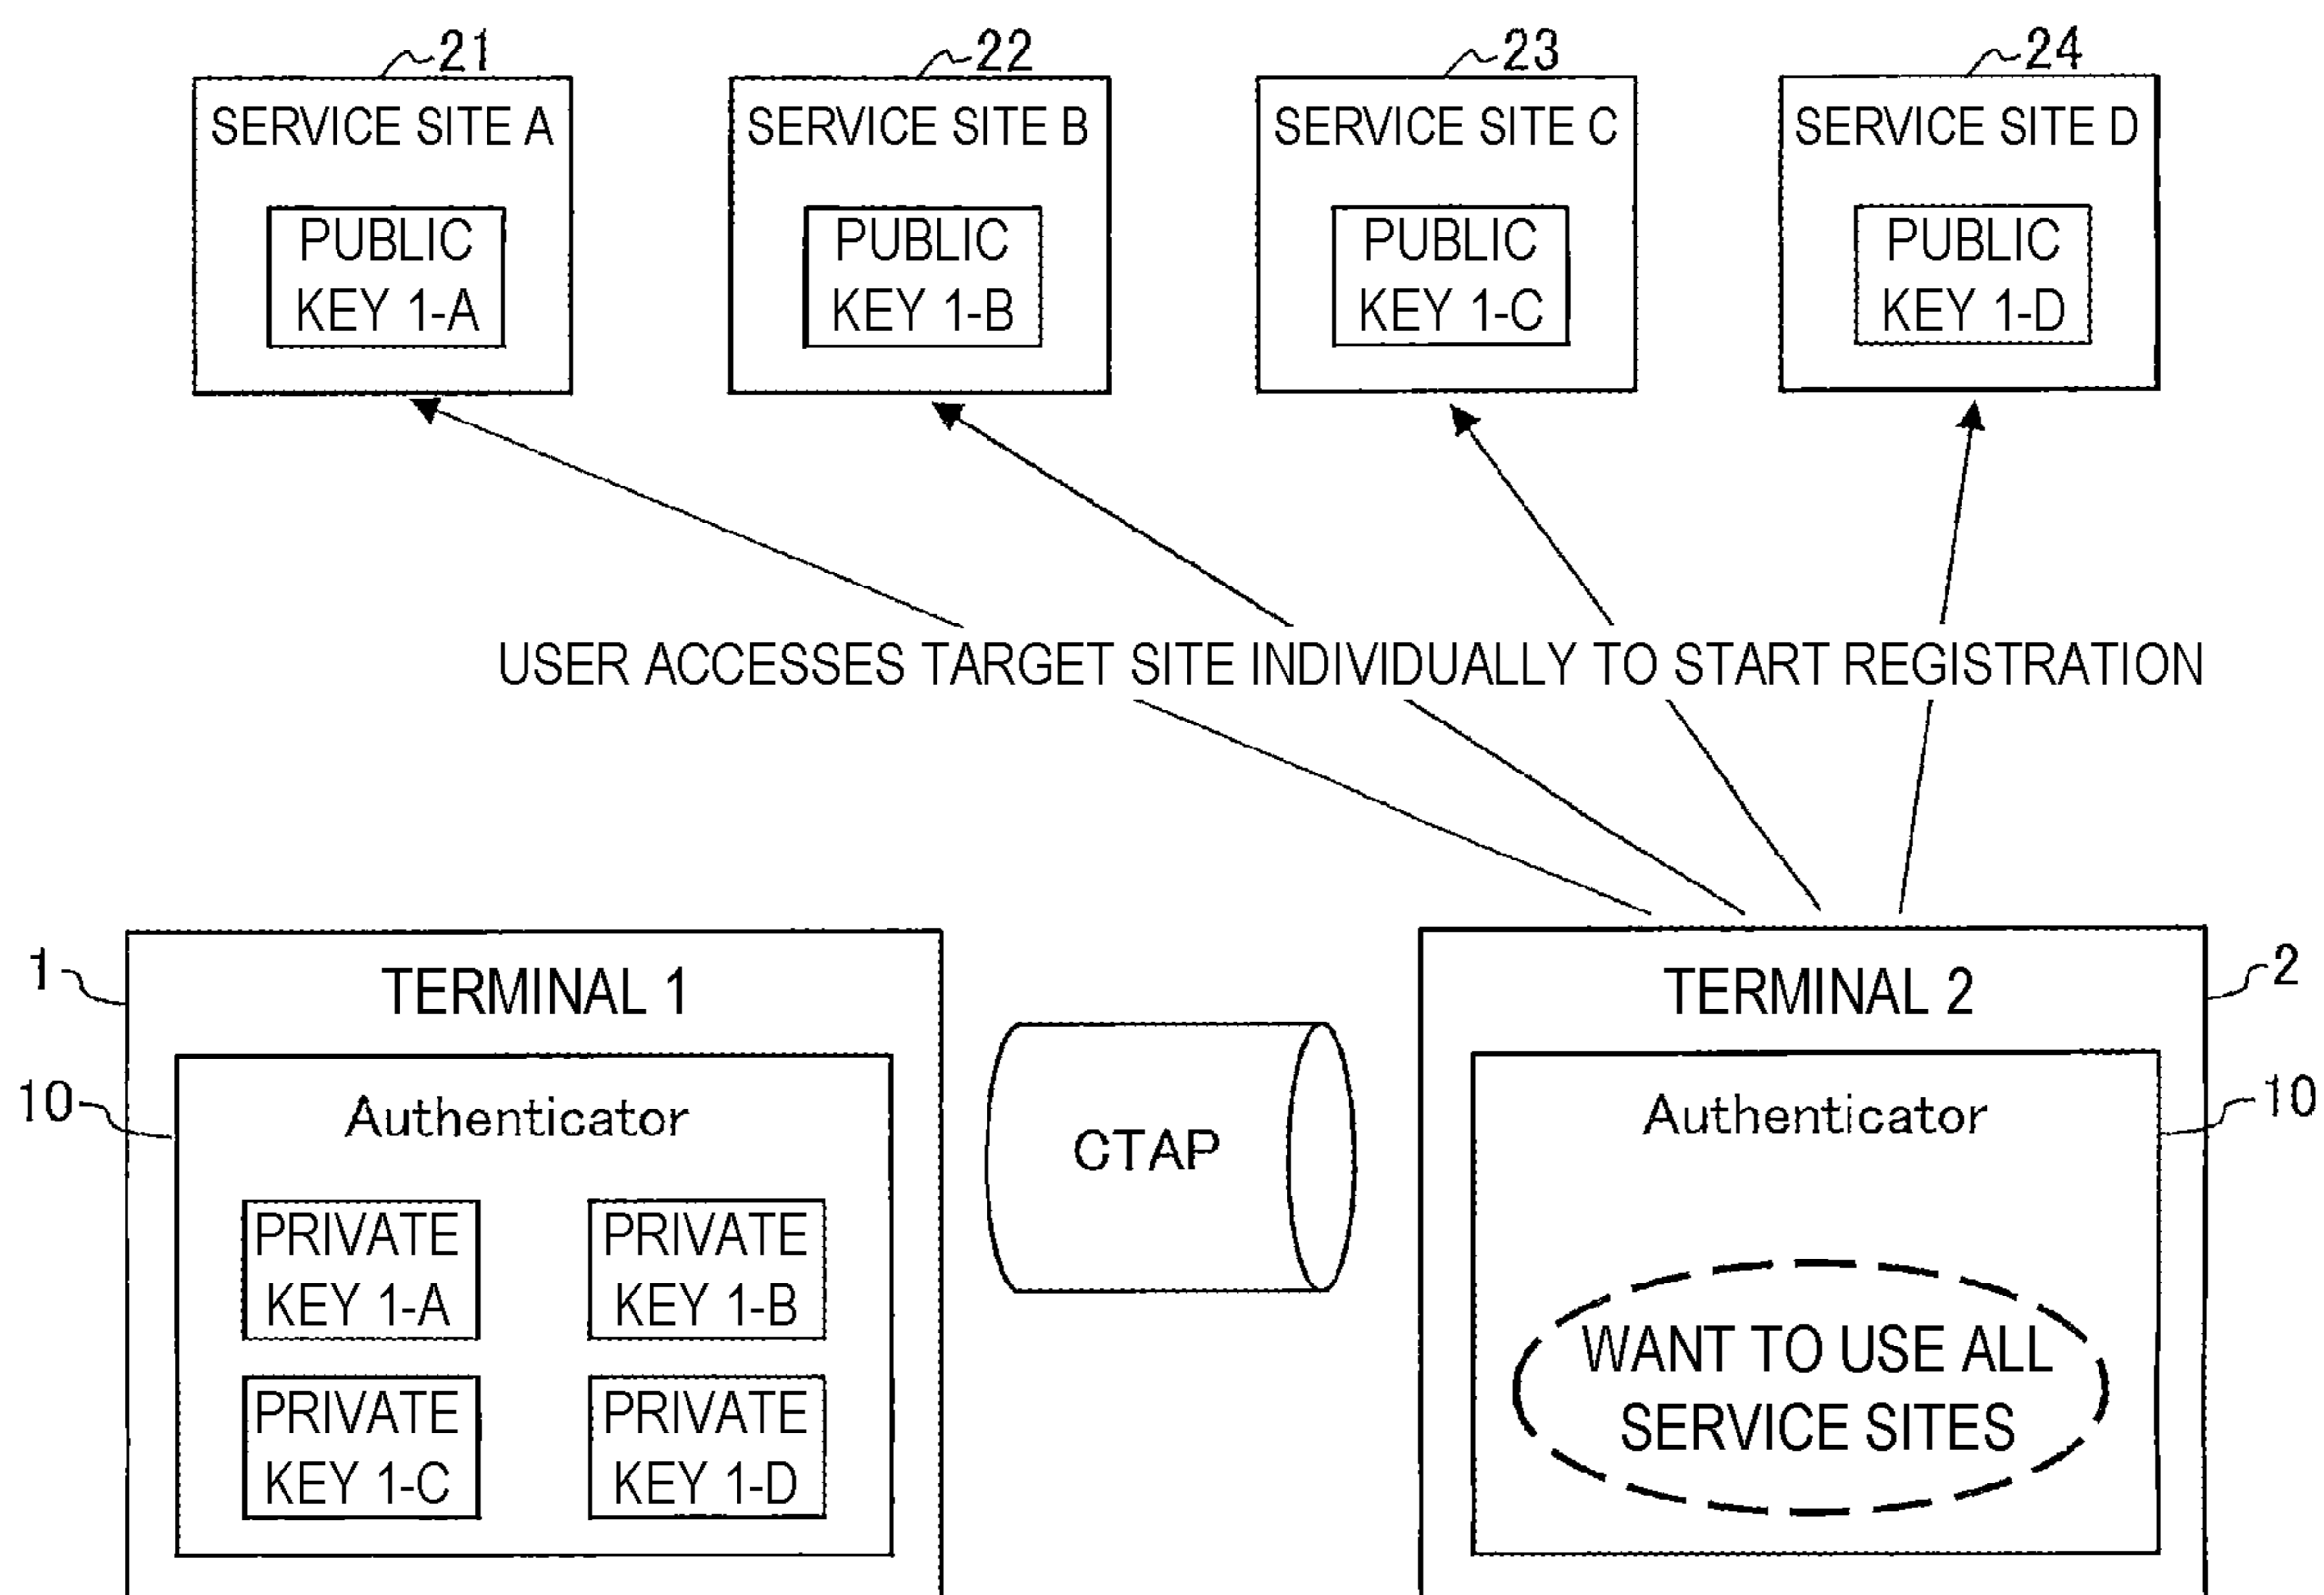 21
22
23
24
SERVICE SITE A
SERVICE SITE B
SERVICE SITE C
SERVICE SITE D
PUBLIC
KEY 1-A
PUBLIC
KEY 1-B
PUBLIC
KEY 1-C
PUBLIC
KEY 1-D
USER ACCESSES TARGET SITE INDIVIDUALLY TO START REGISTRATION
1
TERMINAL 1
10
Authenticator
PRIVATE
KEY 1-A
PRIVATE
KEY 1-B
PRIVATE
KEY 1-C
PRIVATE
KEY 1-D
CTAP
TERMINAL 2
2
Authenticator
10
WANT TO USE ALL
SERVICE SITES